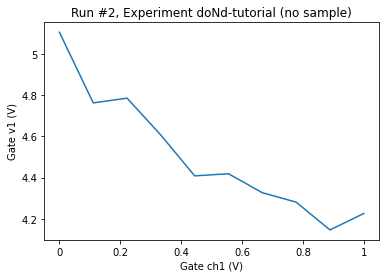 Run #2, Experiment doNd-tutorial (no sample)
5
4.8
4.6
4.4
4.2
Gate v1 (V)
0 0.2 0.4 0.6 0.8 1
Gate ch1 (V)